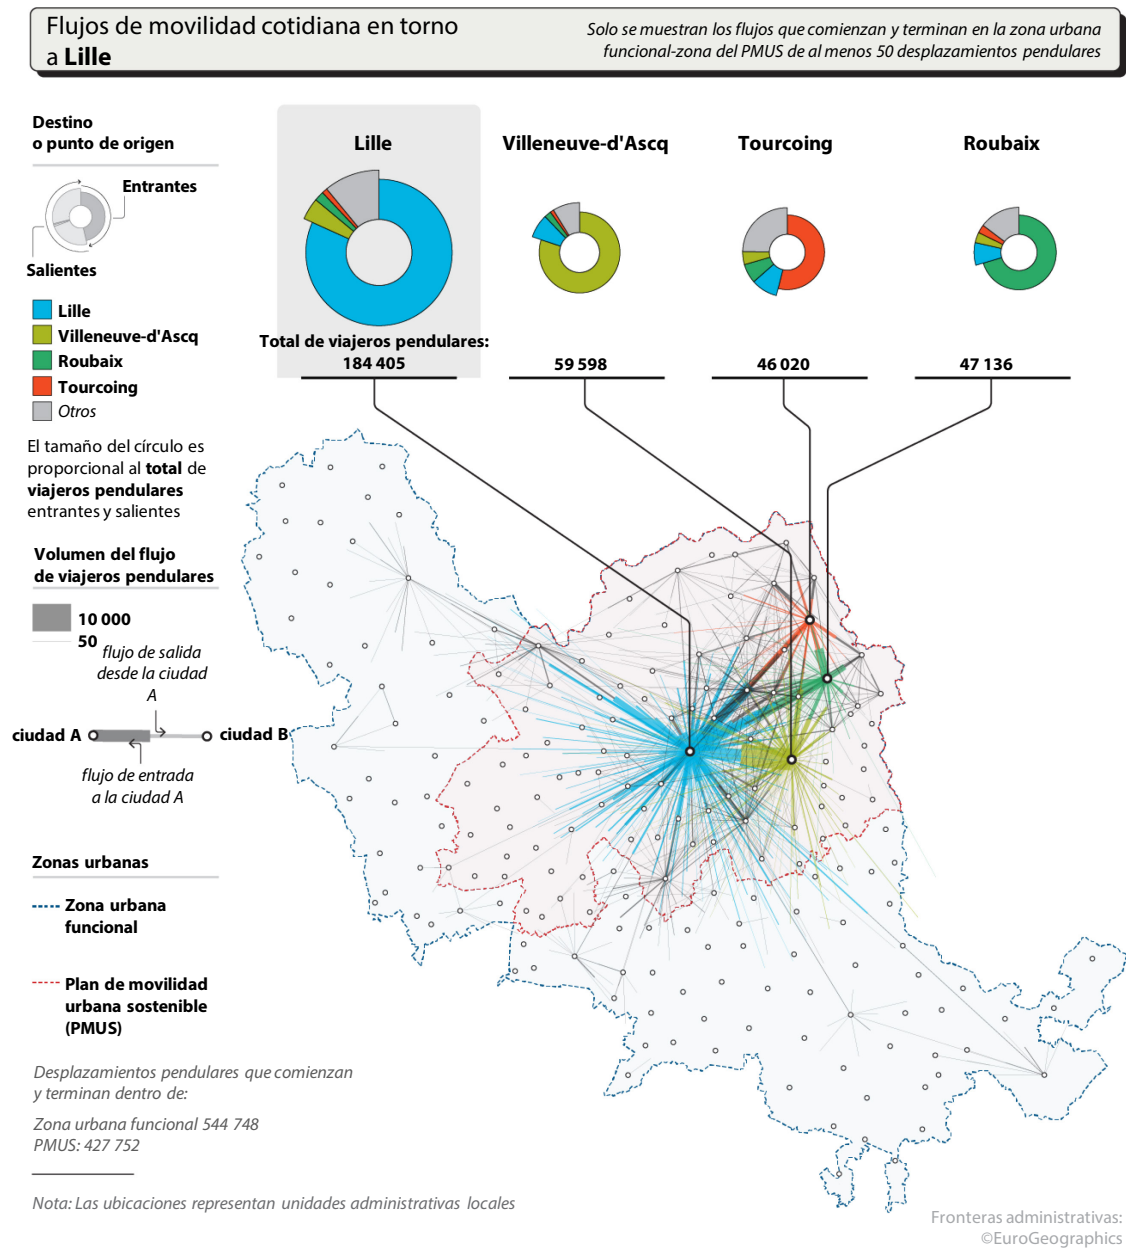 Flujos de movilidad cotidiana en torno
a Lille
Solo se muestran los flujos que comienzan y terminan en la zona urbana
funcional-zona del PMUS de al menos 50 desplazamientos pendulares
Destino
o punto de origen
Entrantes
Salientes
Lille
Villeneuve-d'Ascq
Roubaix
Tourcoing
Otros
El tamaño del círculo es
proporcional al total de
viajeros pendulares
entrantes y salientes
Lille
Villeneuve-d'Ascq
Tourcoing
Roubaix
Total de viajeros pendulares:
184 405
59 598
46 020
47 136
Volumen del flujo
de viajeros pendulares
10 000
50
flujo de salida
desde la ciudad
A
ciudad A
ciudad B
flujo de entrada
a la ciudad A
Zonas urbanas
Zona urbana
funcional
Plan de movilidad
urbana sostenible
(PMUS)
Desplazamientos pendulares que comienzan
y terminan dentro de:
Zona urbana funcional 544 748
PMUS: 427 752
Nota: Las ubicaciones representan unidades administrativas locales
Fronteras administrativas:
©EuroGeographics